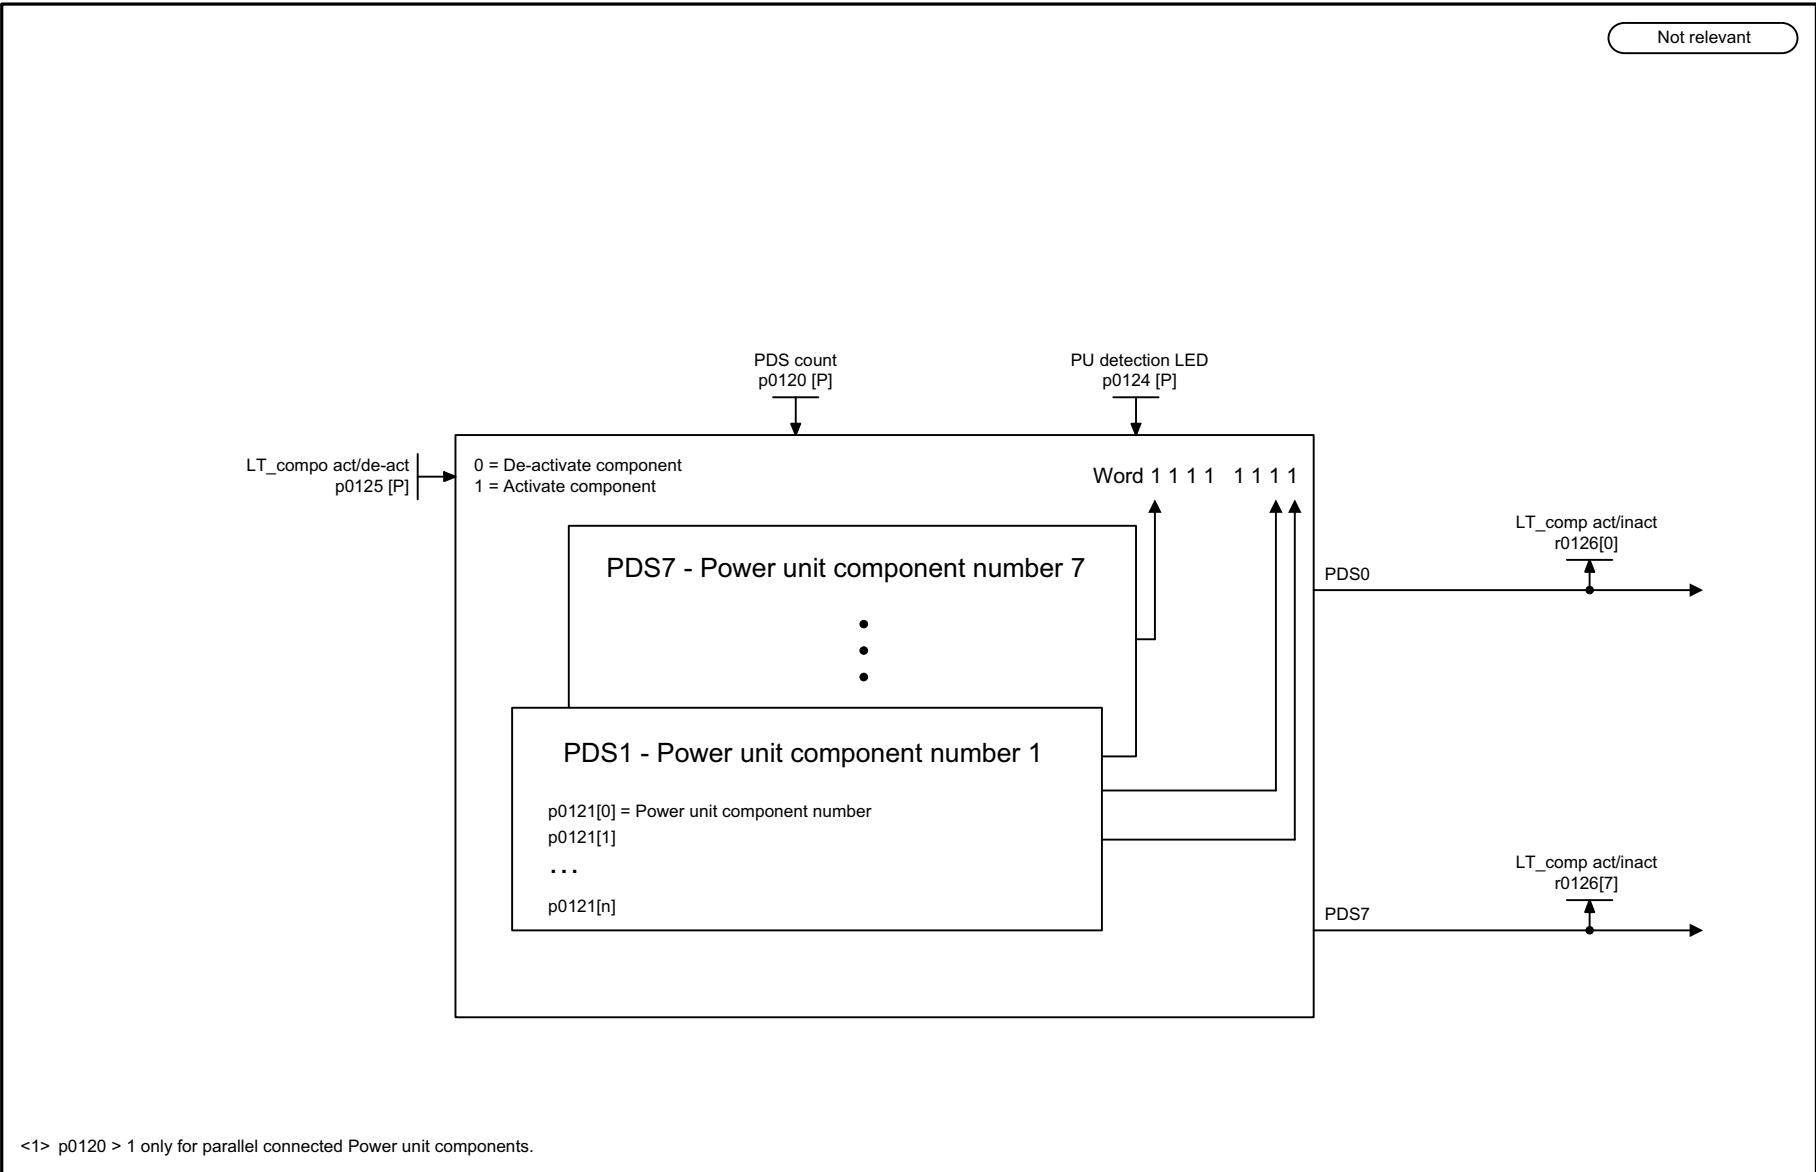 Not relevant
PDS count
p0120 [P]
PU detection LED
p0124 [P]
LT_compo act/de-act
p0125 [P]
0 = De-activate component
1 = Activate component
Word 1 1 1 1 1 1 1 1
PDS7 - Power unit component number 7
PDS1 - Power unit component number 1
p0121[0] = Power unit component number
p0121[1]
...
p0121[n]
LT_comp act/inact
r0126[0]
PDS0
LT_comp act/inact
r0126[7]
PDS7
<1> p0120 > 1 only for parallel connected Power unit components.